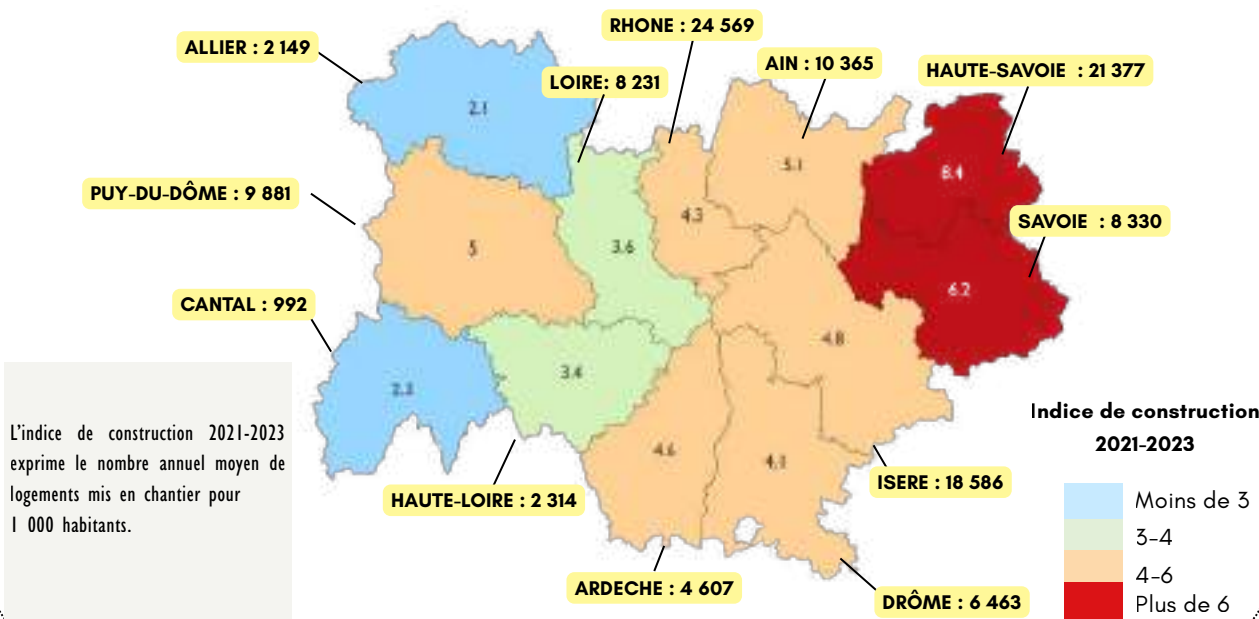 RHONE : 24 569
ALLIER : 2 149
AIN : 10 365
HAUTE-SAVOIE : 21 377
LOIRE: 8 231
2.1
5.1
8.4
PUY-DU-DÔME : 9 881
4.3
SAVOIE : 8 330
5
3.6
6.2
CANTAL : 992
4.8
3.4
L'indice de construction 2021-2023
exprime le nombre annuel moyen de
logements mis en chantier pour
1 000 habitants.
Indice de construction
2021-2023
4.6
ISERE : 18 586
HAUTE-LOIRE : 2 314
Moins de 3
3-4
4-6
Plus de 6
ARDECHE : 4 607
DRÔME : 6 463